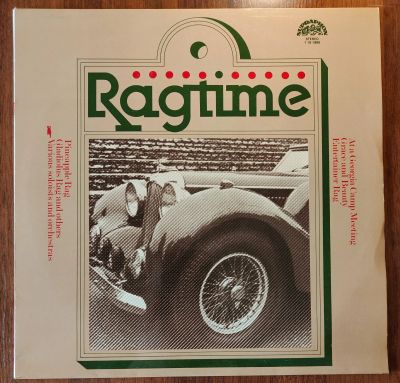 SUPRAPHON
STEREO
Ragtime
Pineapple Rag
Gladiolus Rag and others
Various soloists and orchestras
At a Georgia Camp Meeting
Grace and Beauty
Entertainer Rag